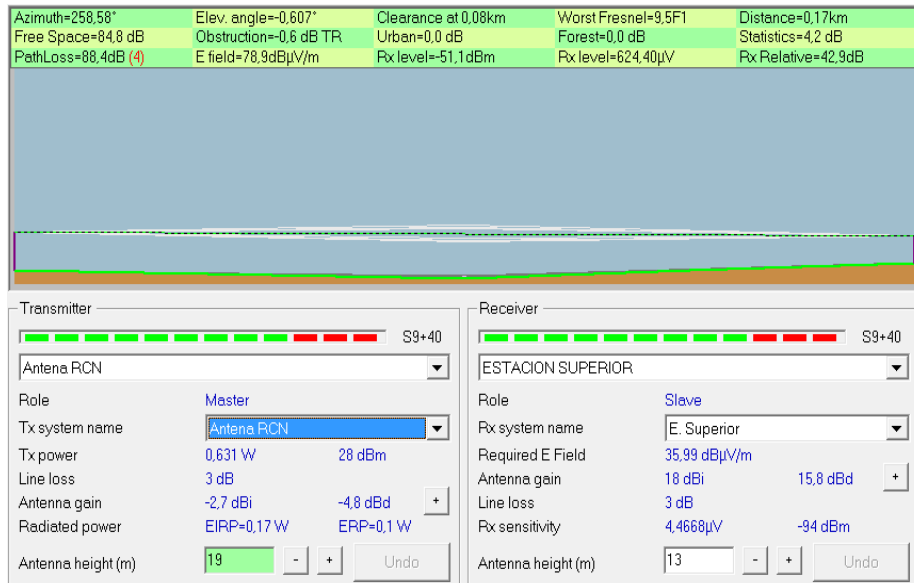 Azimuth=258,58° Elev. angle=-0,607° Clearance at 0,08km Worst Fresnel=9,5F1 Distance=0,17km
Free Space=84,8 dB Obstruction=-0,6 dB TR Urban=0,0 dB Forest=0,0 dB Statistics=4,2 dB
PathLoss=88,4dB (4) E field=78,9dBµV/m Rx level=-51,1dBm Rx level=624,40µV Rx Relative=42,9dB
Transmitter
S9+40
Antena RCN
Role Master
Tx system name Antena RCN
Tx power 0,631 W 28 dBm
Line loss 3 dB
Antenna gain -2,7 dBi -4,8 dBd +
Radiated power EIRP=0,17 W ERP=0,1 W
Antenna height (m) 19 - + Undo
Receiver
S9+40
ESTACION SUPERIOR
Role Slave
Rx system name E. Superior
Required E Field 35,99 dBµV/m
Antenna gain 18 dBi 15,8 dBd +
Line loss 3 dB
Rx sensitivity 4,4668µV -94 dBm
Antenna height (m) 13 - + Undo